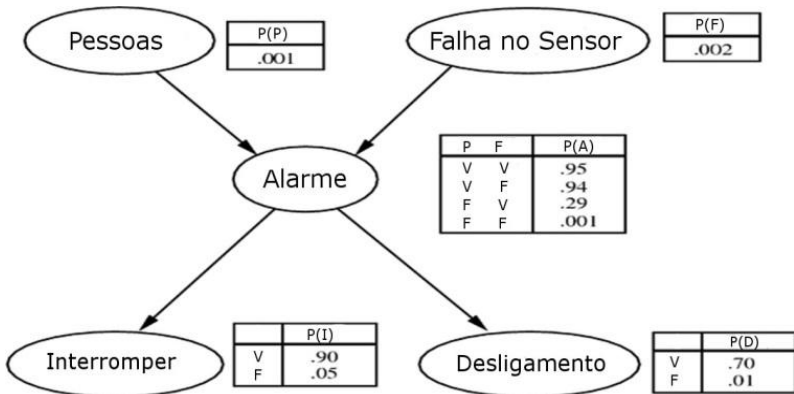 Pessoas
P(P)
.001
Falha no Sensor
P(F)
.002
Alarme
P F P(A)
V V .95
V F .94
F V .29
F F .001
Interromper
P(I)
V .90
F .05
Desligamento
P(D)
V .70
F .01